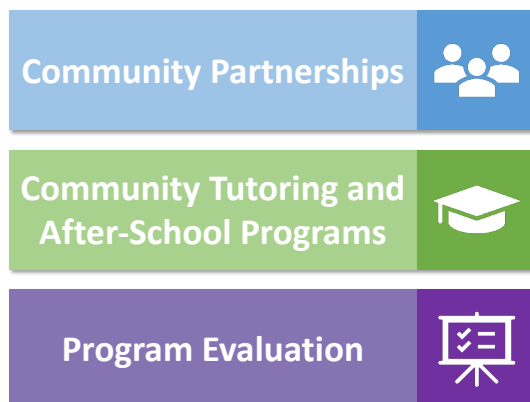 Community Partnerships
Community Tutoring and
After-School Programs
Program Evaluation